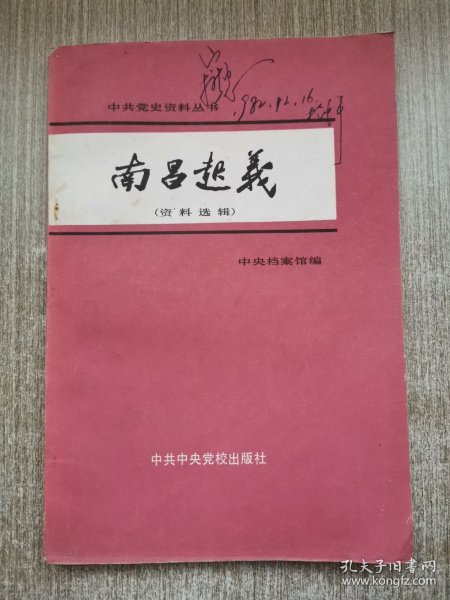 中共党史资料丛书
1982.12.16
南昌起義
（资料选辑）
中央档案馆编
中共中央党校出版社
孔夫子旧书网
www.kongfz.com